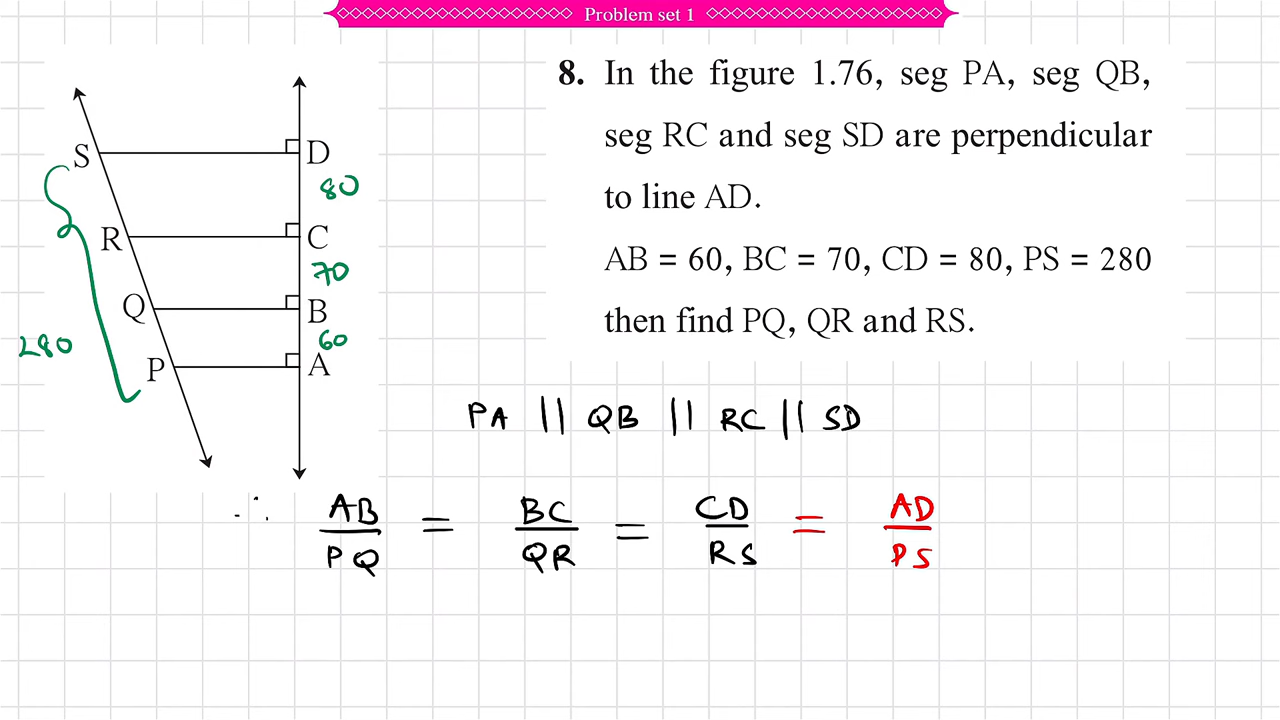 Problem set 1
8. In the figure 1.76, seg PA, seg QB,
seg RC and seg SD are perpendicular
to line AD.
AB = 60, BC = 70, CD = 80, PS = 280
then find PQ, QR and RS.
S
D
80
R
C
70
Q
B
60
280
P
A
PA || QB || RC || SD
∴ AB/PQ = BC/QR = CD/RS = AD/PS